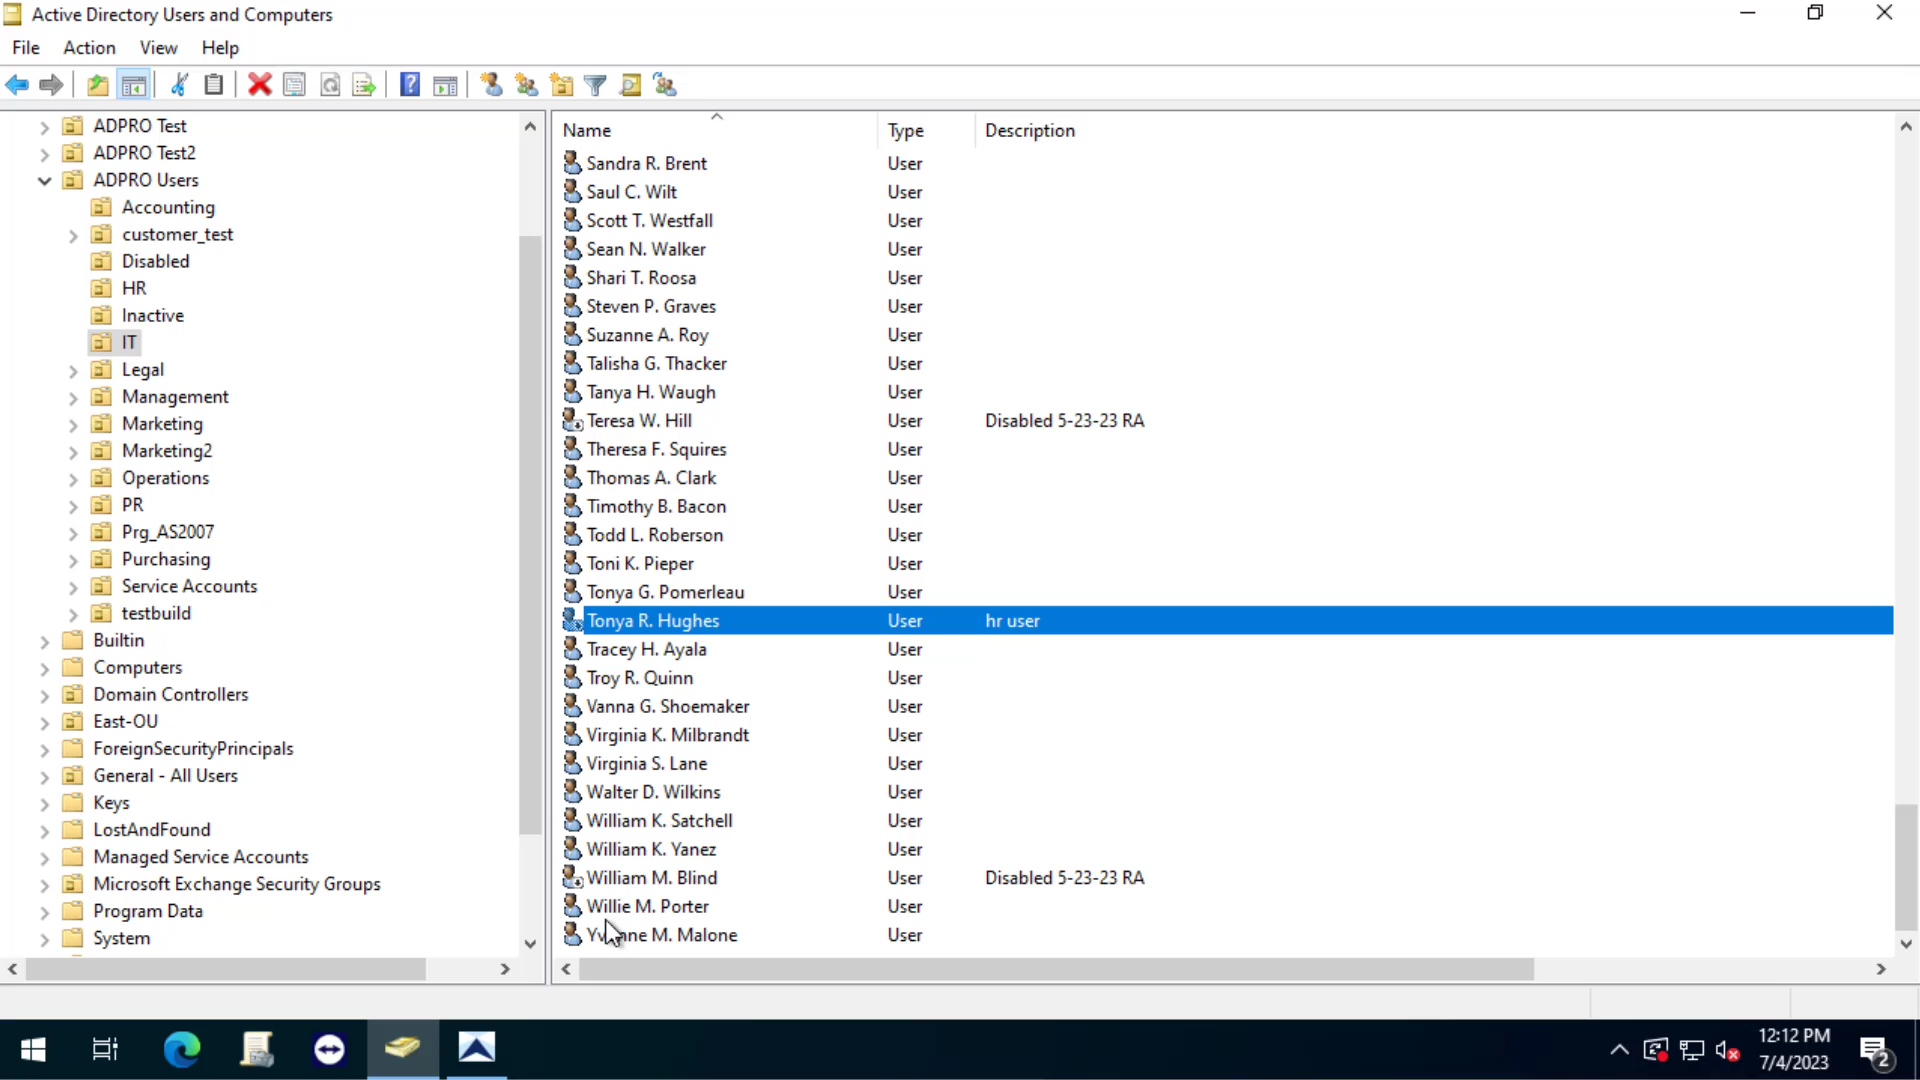 Active Directory Users and Computers
File Action View Help
ADPRO Test
ADPRO Test2
ADPRO Users
Accounting
customer_test
Disabled
HR
Inactive
IT
Legal
Management
Marketing
Marketing2
Operations
PR
Prg_AS2007
Purchasing
Service Accounts
testbuild
Builtin
Computers
Domain Controllers
East-OU
ForeignSecurityPrincipals
General - All Users
Keys
LostAndFound
Managed Service Accounts
Microsoft Exchange Security Groups
Program Data
System
Name Type Description
Sandra R. Brent User
Saul C. Wilt User
Scott T. Westfall User
Sean N. Walker User
Shari T. Roosa User
Steven P. Graves User
Suzanne A. Roy User
Talisha G. Thacker User
Tanya H. Waugh User
Teresa W. Hill User Disabled 5-23-23 RA
Theresa F. Squires User
Thomas A. Clark User
Timothy B. Bacon User
Todd L. Roberson User
Toni K. Pieper User
Tonya G. Pomerleau User
Tonya R. Hughes User hr user
Tracey H. Ayala User
Troy R. Quinn User
Vanna G. Shoemaker User
Virginia K. Milbrandt User
Virginia S. Lane User
Walter D. Wilkins User
William K. Satchell User
William K. Yanez User
William M. Blind User Disabled 5-23-23 RA
Willie M. Porter User
M. Malone User
12:12 PM
7/4/2023
2